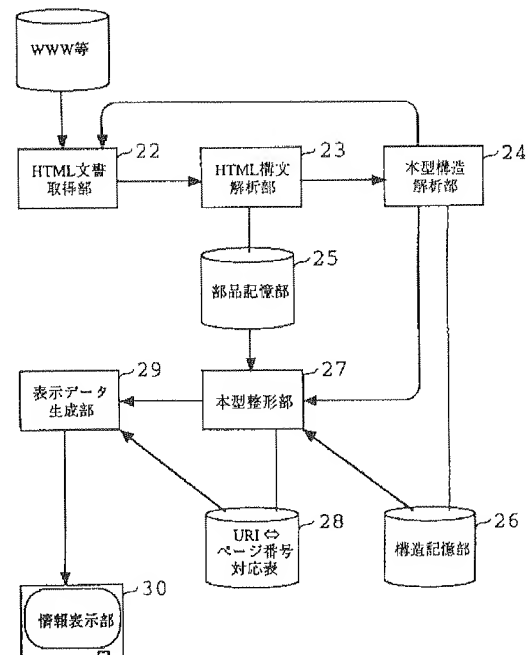 WWW等
22
HTML文書
取得部
23
HTML構文
解析部
24
本型構造
解析部
25
部品記憶部
29
表示データ
生成部
27
本型整形部
28
URI⇔
ページ番号
対応表
26
構造記憶部
30
情報表示部